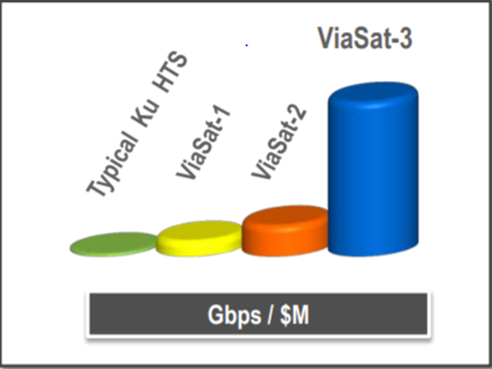 Typical Ku HTS
ViaSat-1
ViaSat-2
ViaSat-3
Gbps / $M